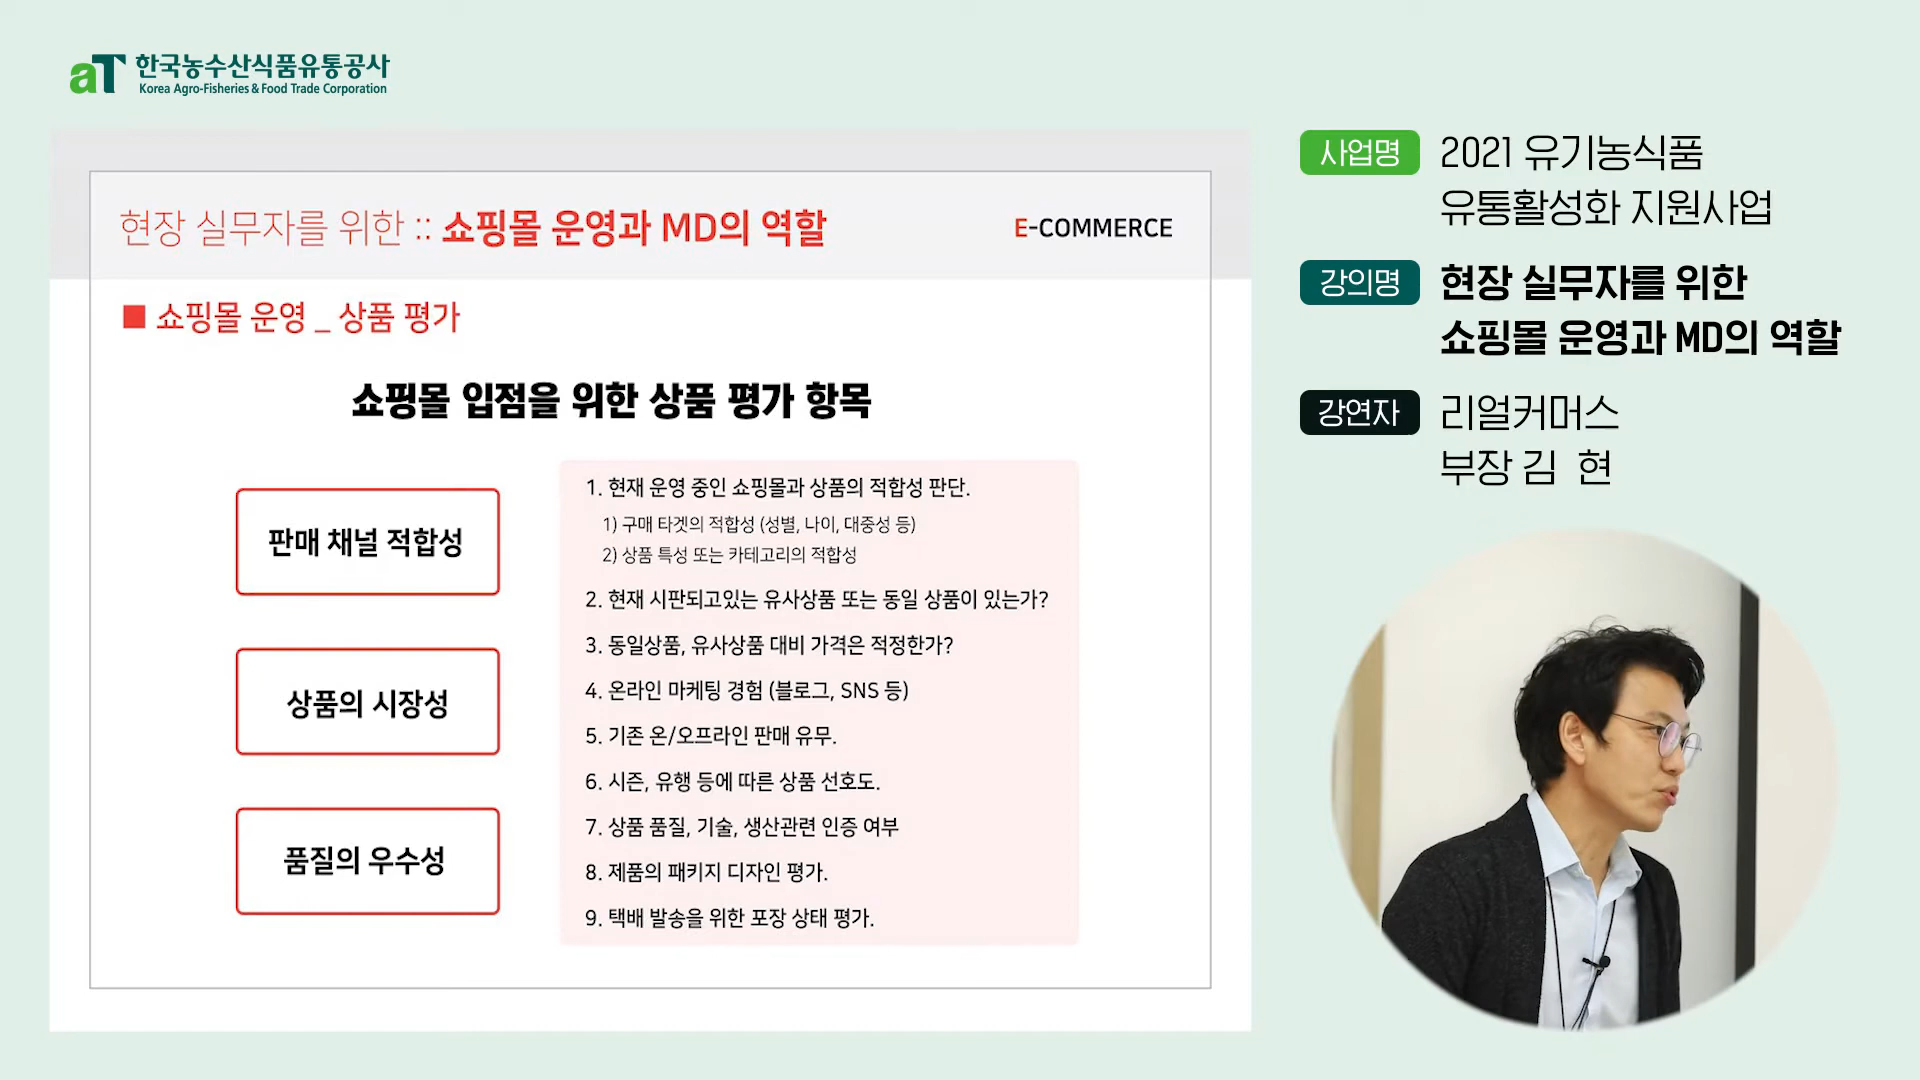 aT 한국농수산식품유통공사
Korea Agro-Fisheries & Food Trade Corporation
현장 실무자를 위한 :: 쇼핑몰 운영과 MD의 역할
E-COMMERCE
■ 쇼핑몰 운영 _ 상품 평가
쇼핑몰 입점을 위한 상품 평가 항목
판매 채널 적합성
상품의 시장성
품질의 우수성
1. 현재 운영 중인 쇼핑몰과 상품의 적합성 판단.
1) 구매 타겟의 적합성 (성별, 나이, 대중성 등)
2) 상품 특성 또는 카테고리의 적합성
2. 현재 시판되고있는 유사상품 또는 동일 상품이 있는가?
3. 동일상품, 유사상품 대비 가격은 적정한가?
4. 온라인 마케팅 경험 (블로그, SNS 등)
5. 기존 온/오프라인 판매 유무.
6. 시즌, 유행 등에 따른 상품 선호도.
7. 상품 품질, 기술, 생산관련 인증 여부
8. 제품의 패키지 디자인 평가.
9. 택배 발송을 위한 포장 상태 평가.
사업명 2021 유기농식품
유통활성화 지원사업
강의명 현장 실무자를 위한
쇼핑몰 운영과 MD의 역할
강연자 리얼커머스
부장 김 현